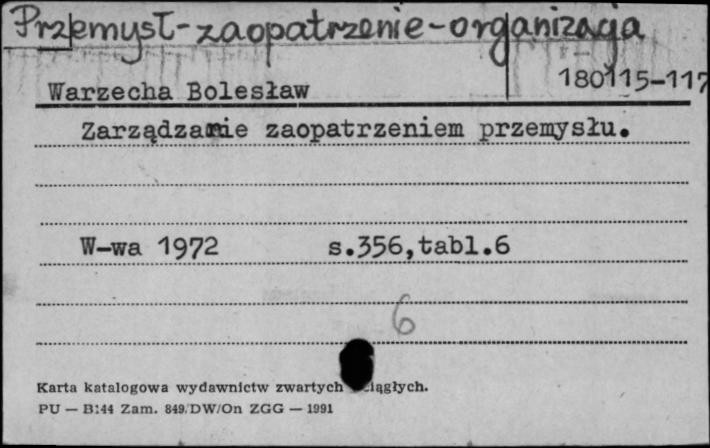 Przemysł-zaopatrzenie-organizacja
180115-117
Warzecha Bolesław
Zarządzanie zaopatrzeniem przemysłu.
W-wa 1972 s.356,tabl.6
6
Karta katalogowa wydawnictw zwartych ciągłych.
PU — B144 Zam. 849/DW/On ZGG — 1991